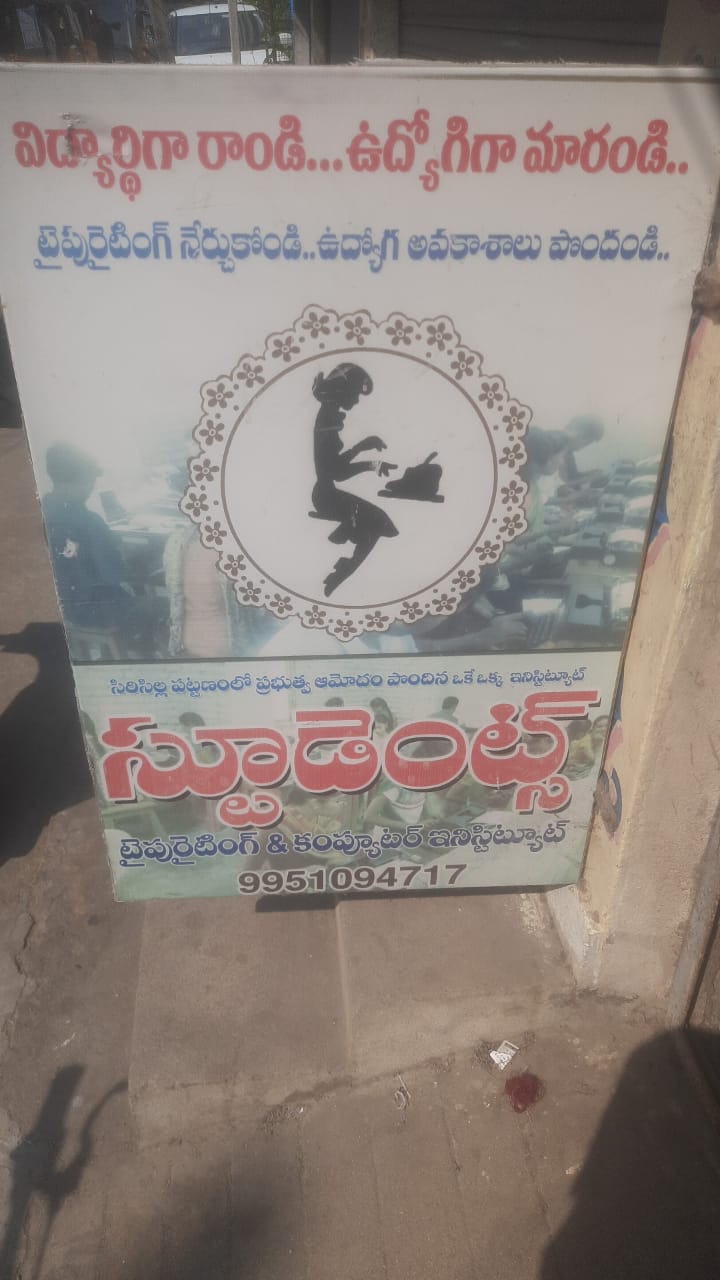 విద్యార్థిగా రాండి...ఉద్యోగిగా మారండి..
టైపురైటింగ్ నేర్చుకోండి..ఉద్యోగ అవకాశాలు పొందండి..
సిరిసిల్ల పట్టణంలో ప్రభుత్వ ఆమోదం పొందిన ఒకే ఒక్క ఇనిస్టిట్యూట్
స్టూడెంట్స్
టైపురైటింగ్ & కంప్యూటర్ ఇనిస్టిట్యూట్
9951094717